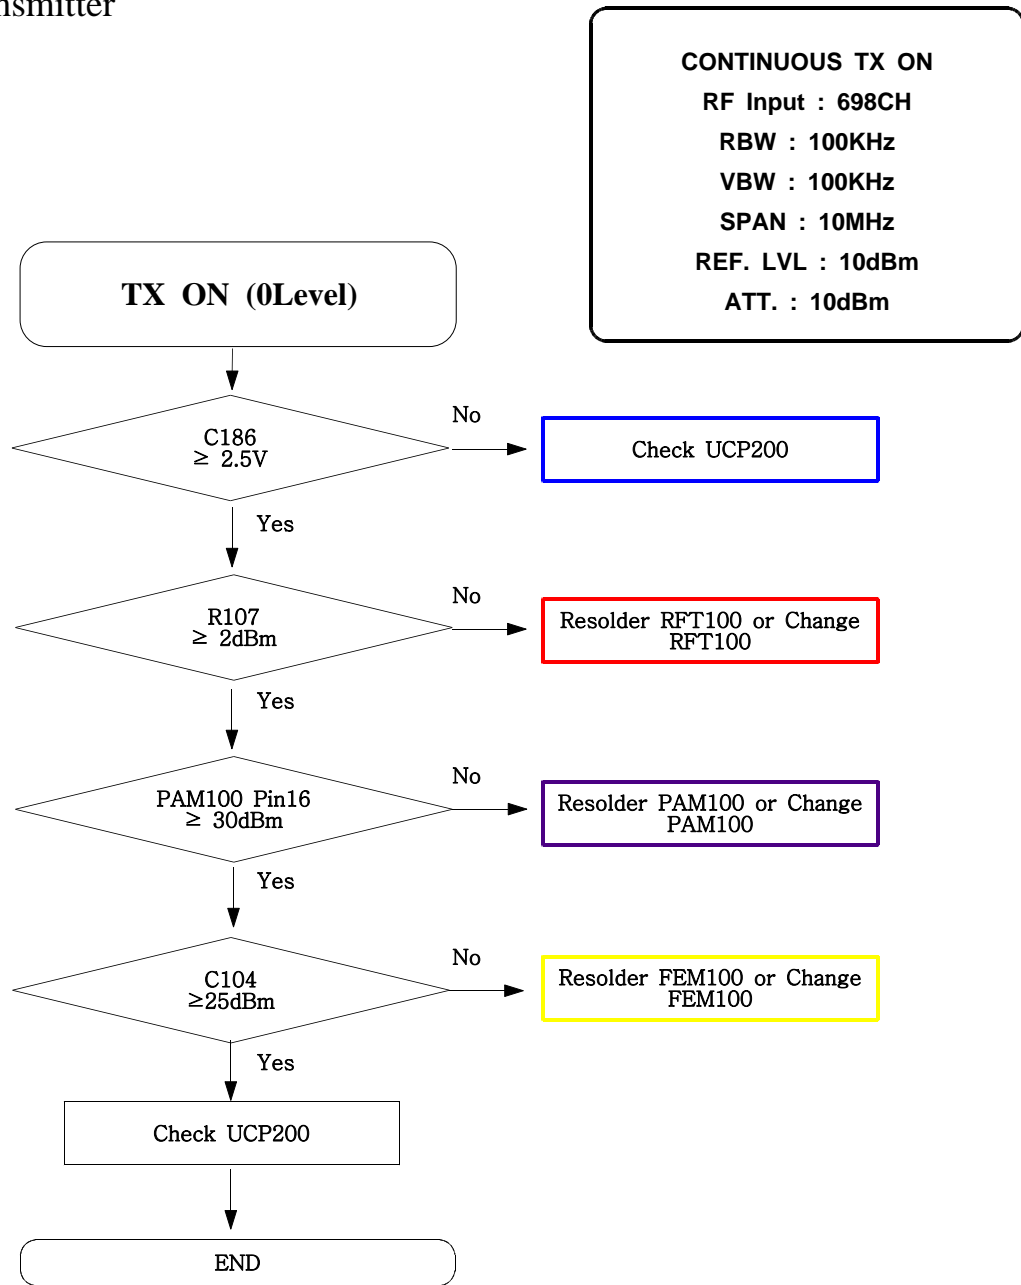 nsmitter
CONTINUOUS TX ON
RF Input : 698CH
RBW : 100KHz
VBW : 100KHz
SPAN : 10MHz
REF. LVL : 10dBm
ATT. : 10dBm
TX ON (0Level)
C186
≥ 2.5V
No
Check UCP200
Yes
R107
≥ 2dBm
No
Resolder RFT100 or Change
RFT100
Yes
PAM100 Pin16
≥ 30dBm
No
Resolder PAM100 or Change
PAM100
Yes
C104
≥25dBm
No
Resolder FEM100 or Change
FEM100
Yes
Check UCP200
END